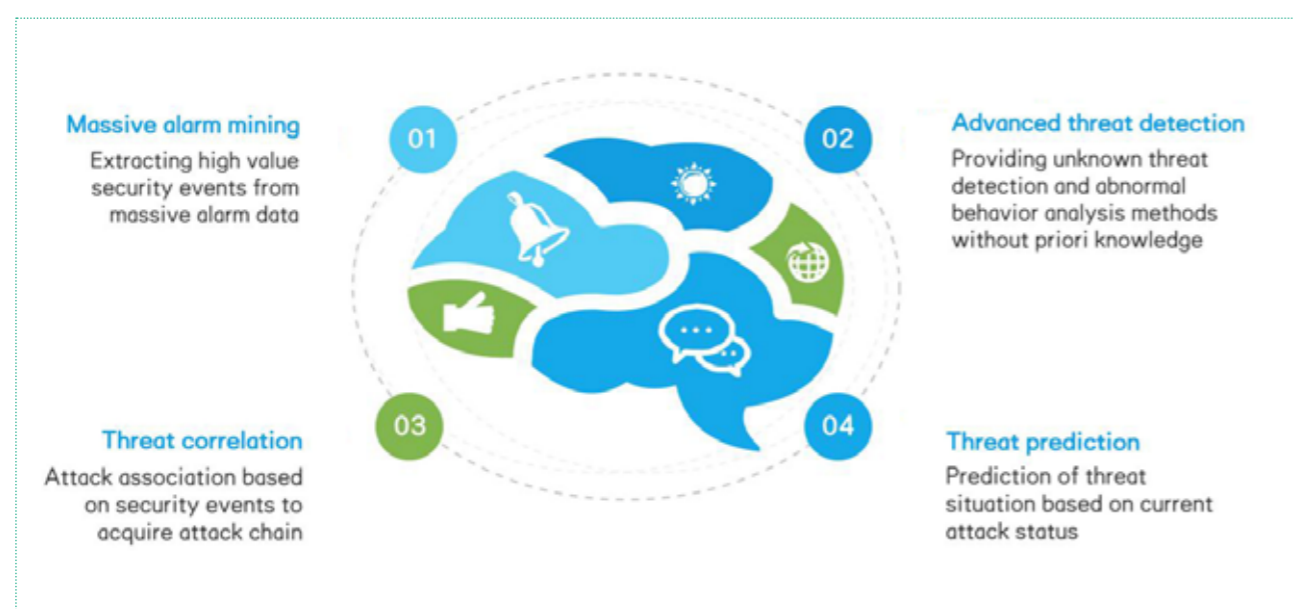 01
Massive alarm mining
Extracting high value
security events from
massive alarm data
02
Advanced threat detection
Providing unknown threat
detection and abnormal
behavior analysis methods
without priori knowledge
03
Threat correlation
Attack association based
on security events to
acquire attack chain
04
Threat prediction
Prediction of threat
situation based on current
attack status